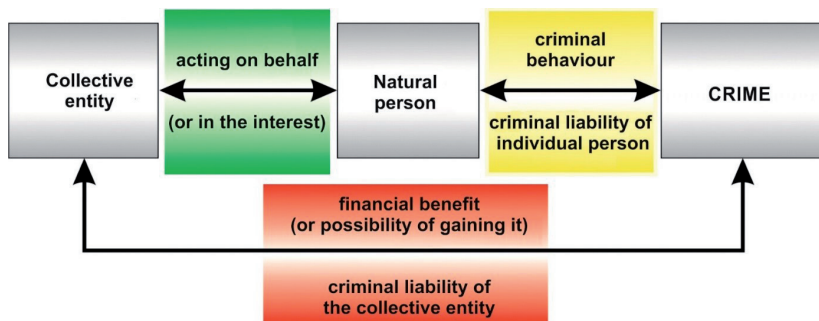 Collective
entity
acting on behalf
(or in the interest)
Natural
person
criminal
behaviour
criminal liability of
individual person
CRIME
financial benefit
(or possibility of gaining it)
criminal liability of
the collective entity